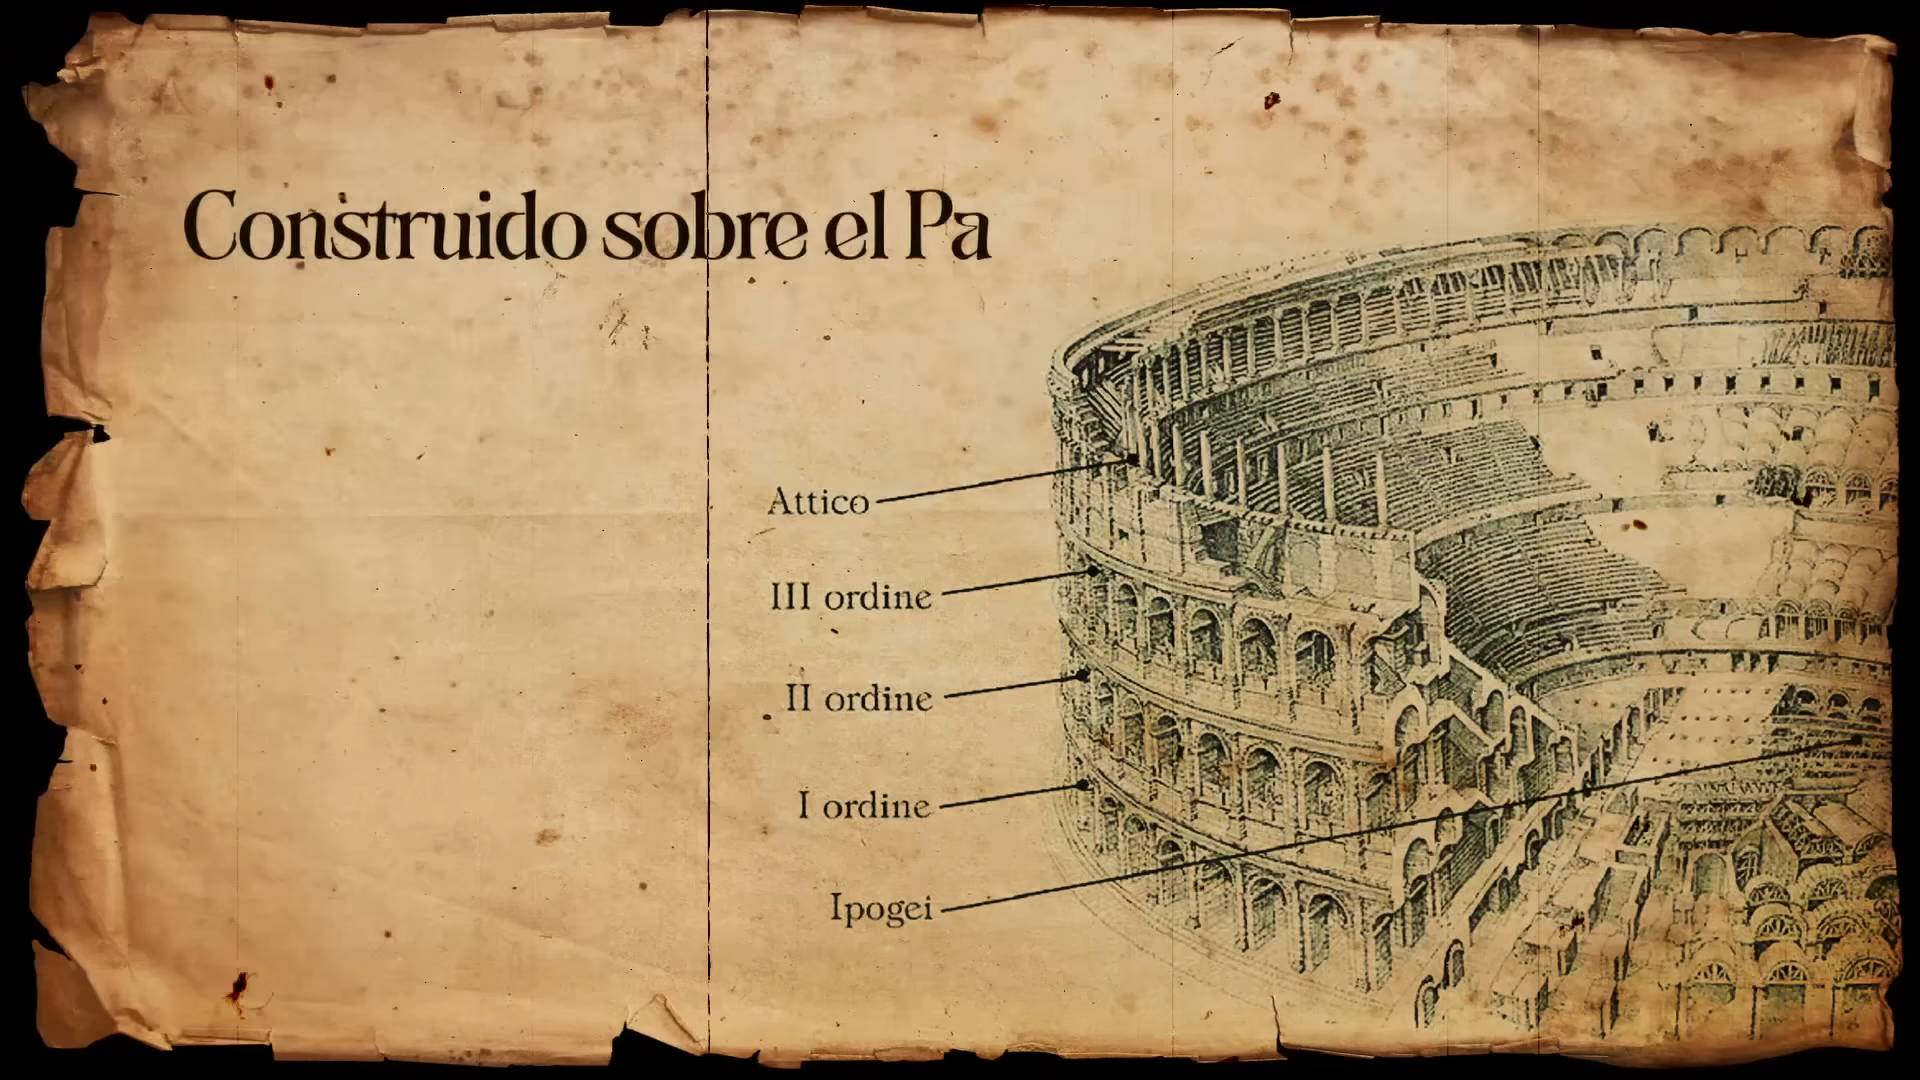 Construido sobre el Pa
Attico
III ordine
II ordine
I ordine
Ipogei